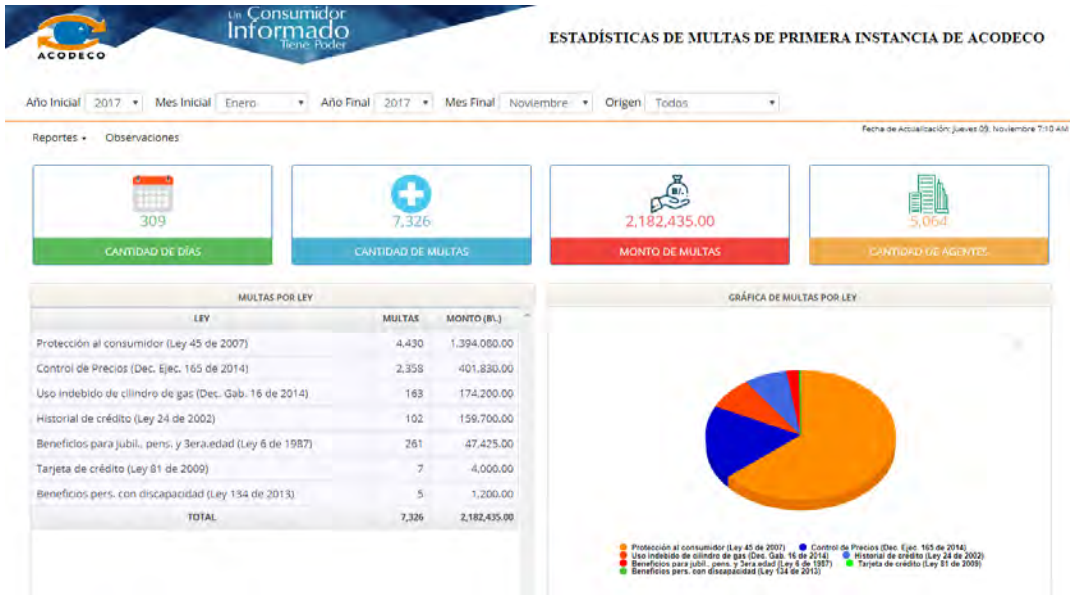 Un Consumidor
Informado
Tiene Poder
ACODECO
ESTADÍSTICAS DE MULTAS DE PRIMERA INSTANCIA DE ACODECO
Año Inicial 2017 Mes Inicial Enero Año Final 2017 Mes Final Noviembre Origen Todos
Fecha de Actualización: Jueves 09, Noviembre 7:10 AM
Reportes Observaciones
309
CANTIDAD DE DÍAS
7,326
CANTIDAD DE MULTAS
B/.
2,182,435.00
MONTO DE MULTAS
5,064
CANTIDAD DE AGENTES
MULTAS POR LEY
LEY MULTAS MONTO (B\.)
Protección al consumidor (Ley 45 de 2007) 4,430 1,394,080.00
Control de Precios (Dec. Ejec. 165 de 2014) 2,358 401,830.00
Uso indebido de cilindro de gas (Dec. Gab. 16 de 2014) 163 174,200.00
Historial de crédito (Ley 24 de 2002) 102 159,700.00
Beneficios para jubil., pens. y 3era.edad (Ley 6 de 1987) 261 47,425.00
Tarjeta de crédito (Ley 81 de 2009) 7 4,000.00
Beneficios pers. con discapacidad (Ley 134 de 2013) 5 1,200.00
TOTAL 7,326 2,182,435.00
GRÁFICA DE MULTAS POR LEY
Protección al consumidor (Ley 45 de 2007) Control de Precios (Dec. Ejec. 165 de 2014)
Uso indebido de cilindro de gas (Dec. Gab. 16 de 2014) Historial de crédito (Ley 24 de 2002)
Beneficios para jubil., pens. y 3era.edad (Ley 6 de 1987) Tarjeta de crédito (Ley 81 de 2009)
Beneficios pers. con discapacidad (Ley 134 de 2013)